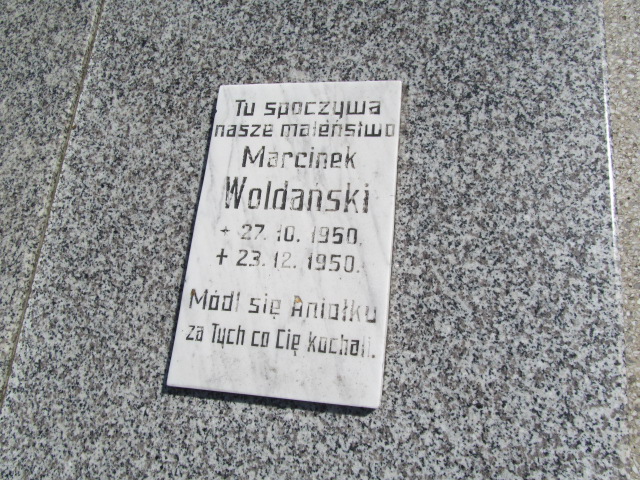 Tu spoczywa
nasze maleństwo
Marcinek
Woldański
+ 27. 10. 1950.
+ 23. 12. 1950.
Módl się Aniołku
za Tych co Cię kochali.